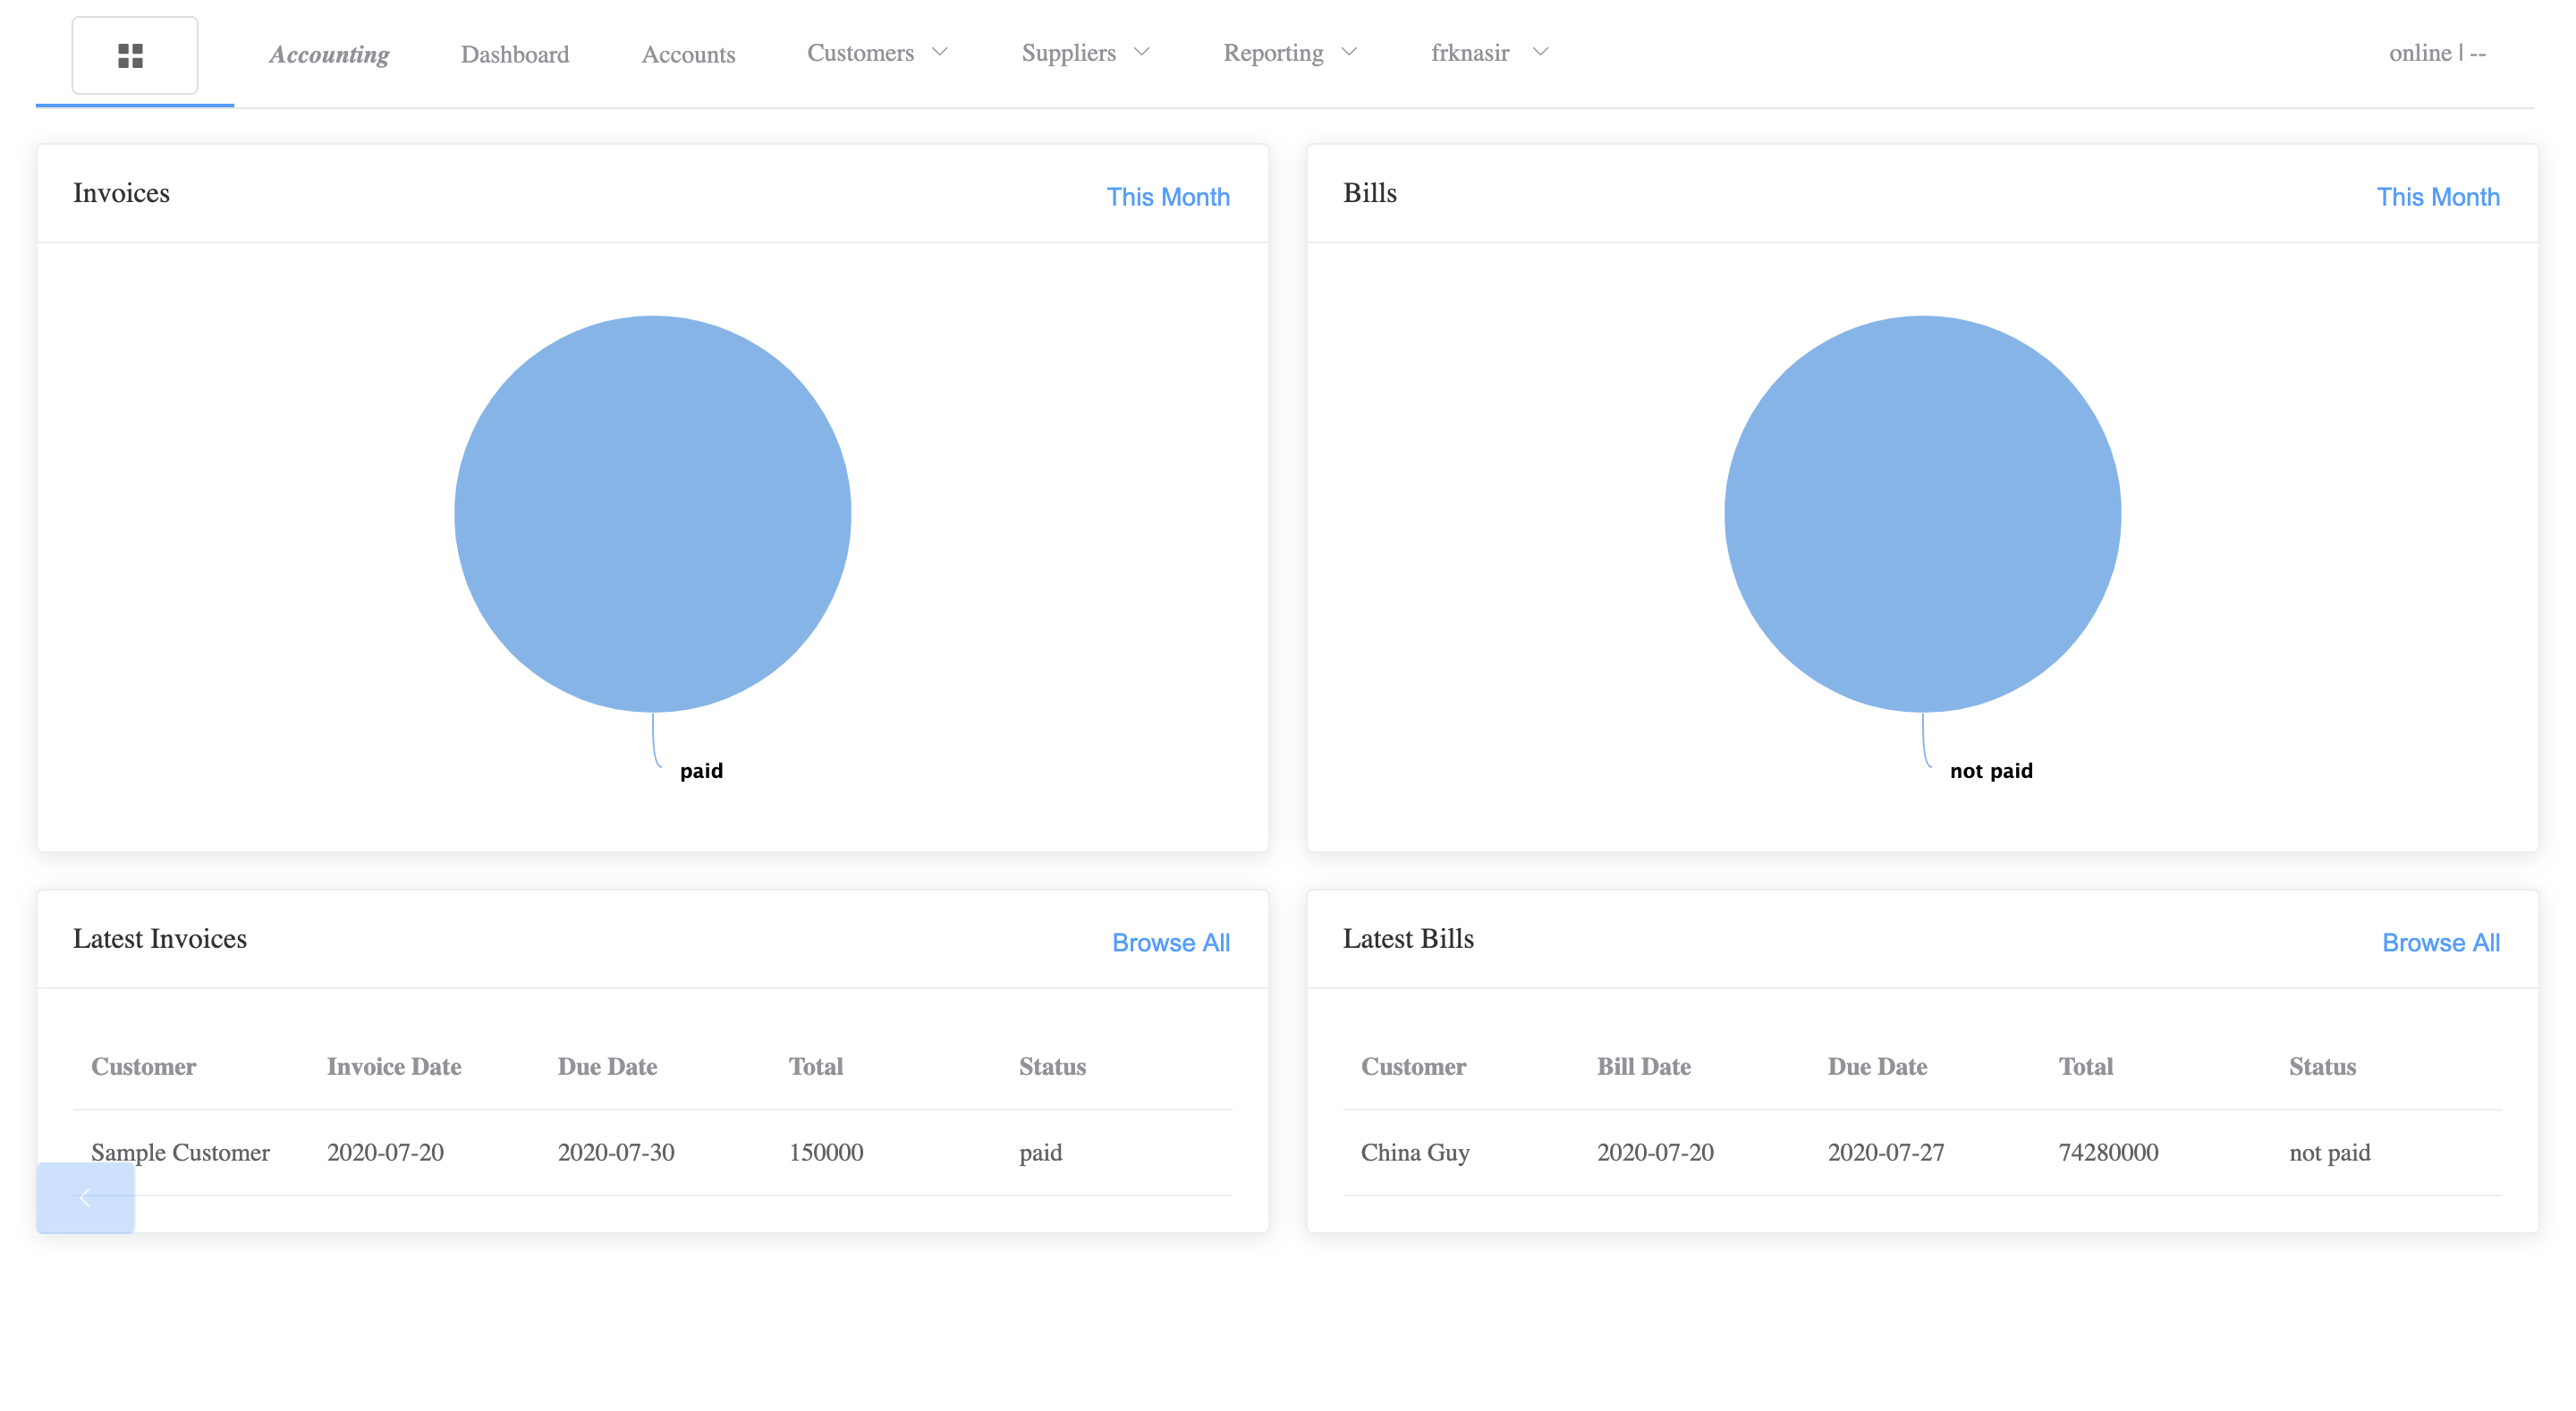 Accounting Dashboard Accounts Customers Suppliers Reporting frknasir online | --
Invoices This Month
paid
Bills This Month
not paid
Latest Invoices Browse All
Customer Invoice Date Due Date Total Status
Sample Customer 2020-07-20 2020-07-30 150000 paid
Latest Bills Browse All
Customer Bill Date Due Date Total Status
China Guy 2020-07-20 2020-07-27 74280000 not paid